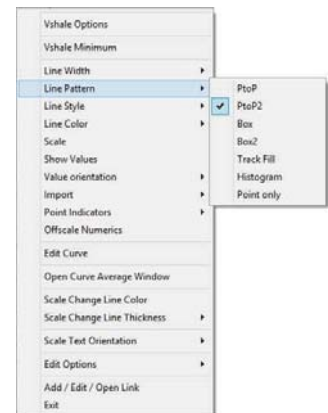 Vshale Options
Vshale Minimum
Line Width
Line Pattern
Line Style
Line Color
Scale
Show Values
Value orientation
Import
Point Indicators
Offscale Numerics
Edit Curve
Open Curve Average Window
Scale Change Line Color
Scale Change Line Thickness
Scale Text Orientation
Edit Options
Add / Edit / Open Link
Exit
PtoP
PtoP2
Box
Box2
Track Fill
Histogram
Point only